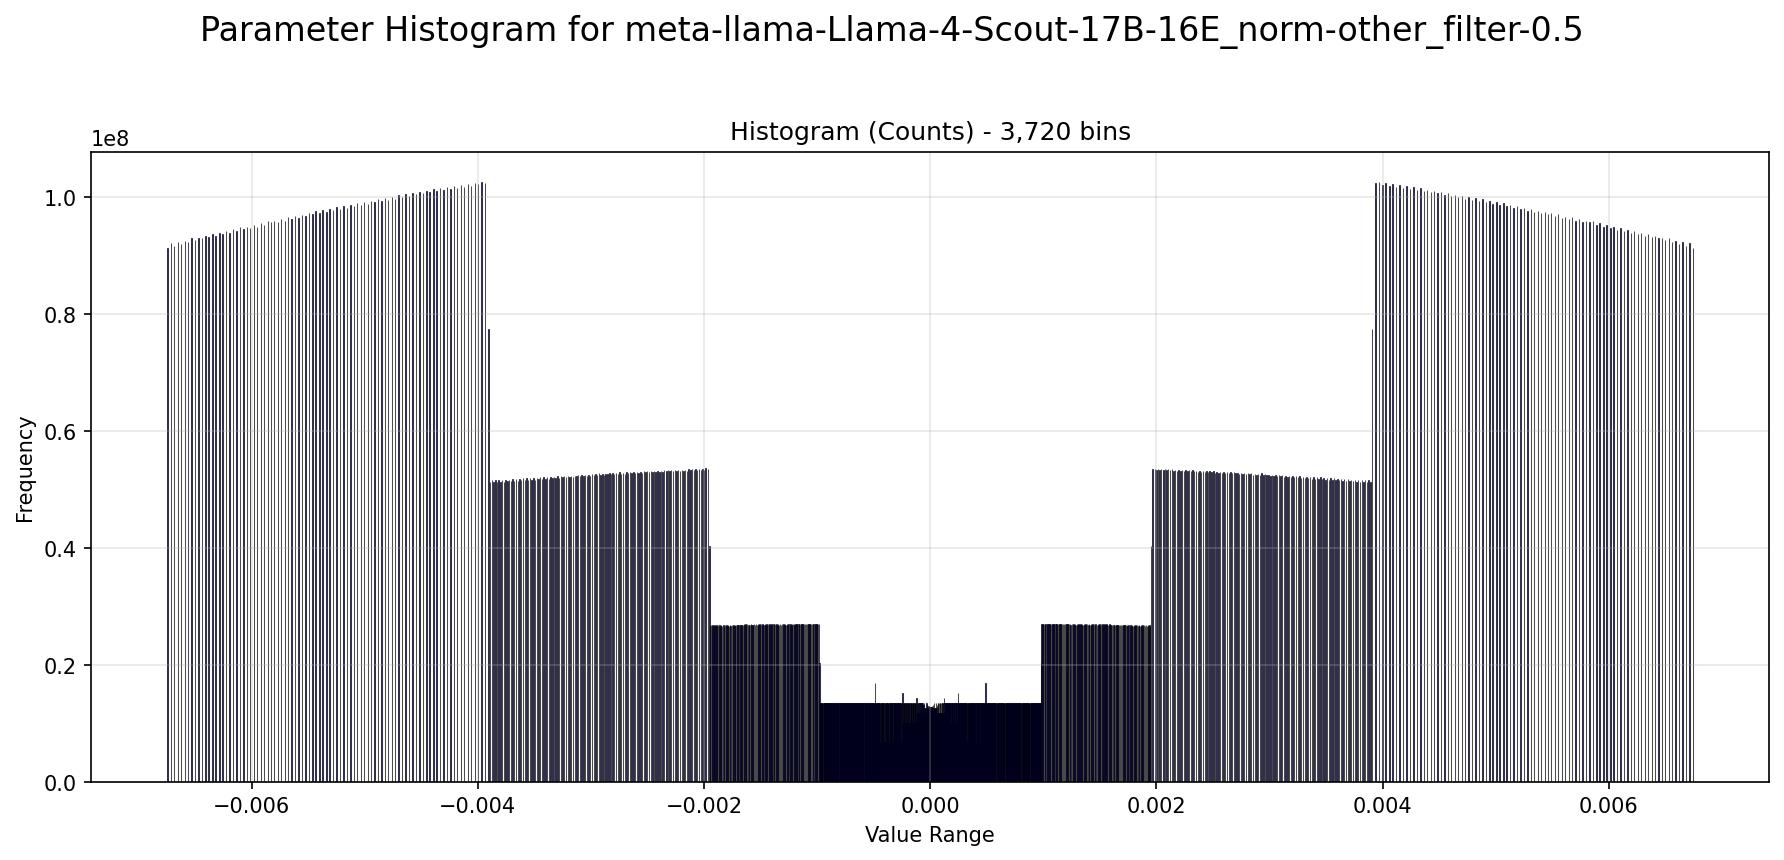 Parameter Histogram for meta-llama-Llama-4-Scout-17B-16E_norm-other_filter-0.5
Histogram (Counts) - 3,720 bins
1e8
1.0
0.8
0.6
0.4
0.2
0.0
Frequency
−0.006 −0.004 −0.002 0.000 0.002 0.004 0.006
Value Range